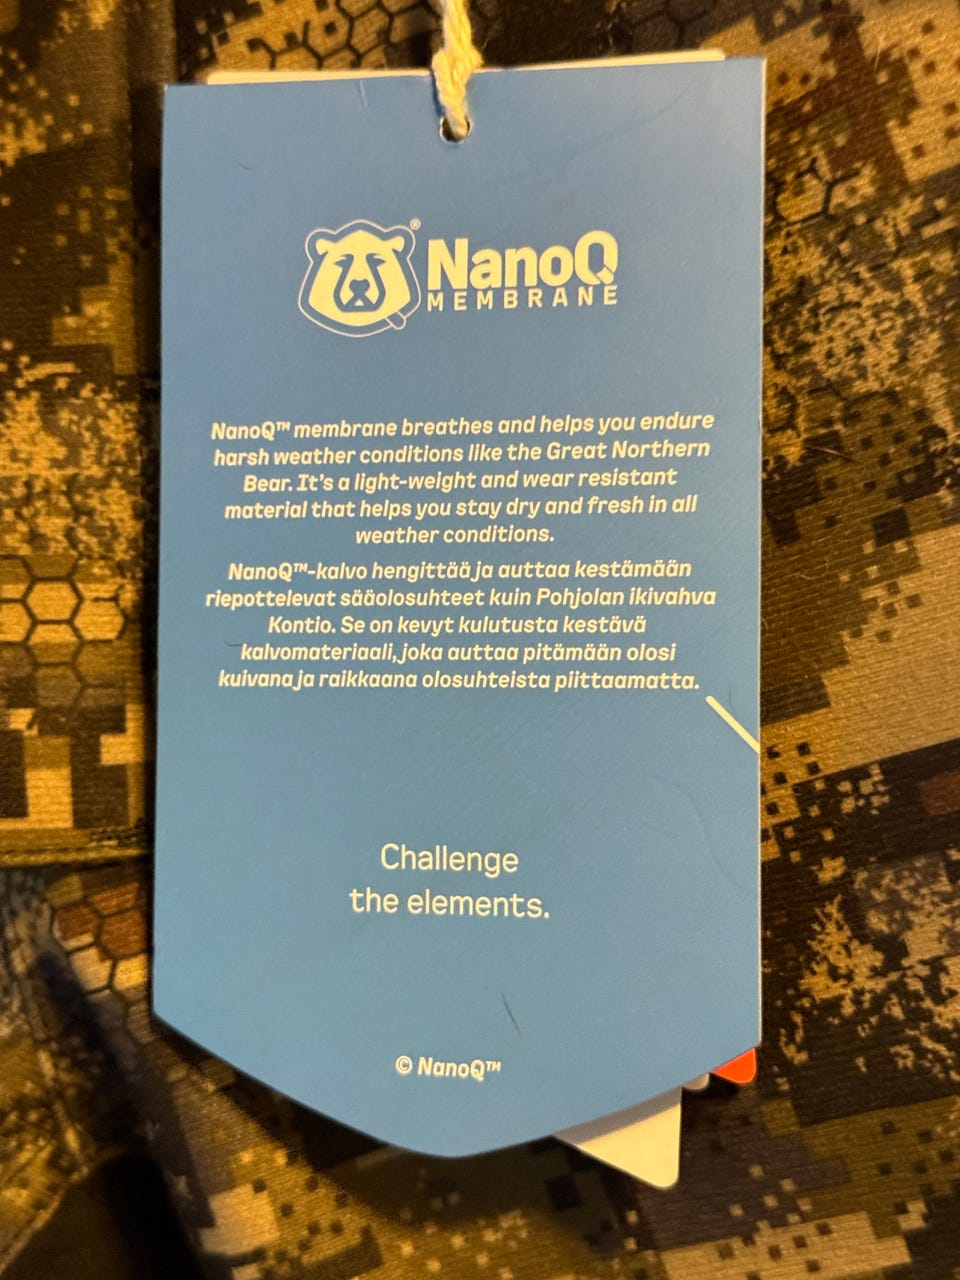 ®
NanoQ
MEMBRANE
NanoQ™ membrane breathes and helps you endure
harsh weather conditions like the Great Northern
Bear. It's a light-weight and wear resistant
material that helps you stay dry and fresh in all
weather conditions.
NanoQ™-kalvo hengittää ja auttaa kestämään
riepottelevat sääolosuhteet kuin Pohjolan ikivahva
Kontio. Se on kevyt kulutusta kestävä
kalvomateriaali, joka auttaa pitämään olosi
kuivana ja raikkaana olosuhteista piittaamatta.
Challenge
the elements.
© NanoQ™